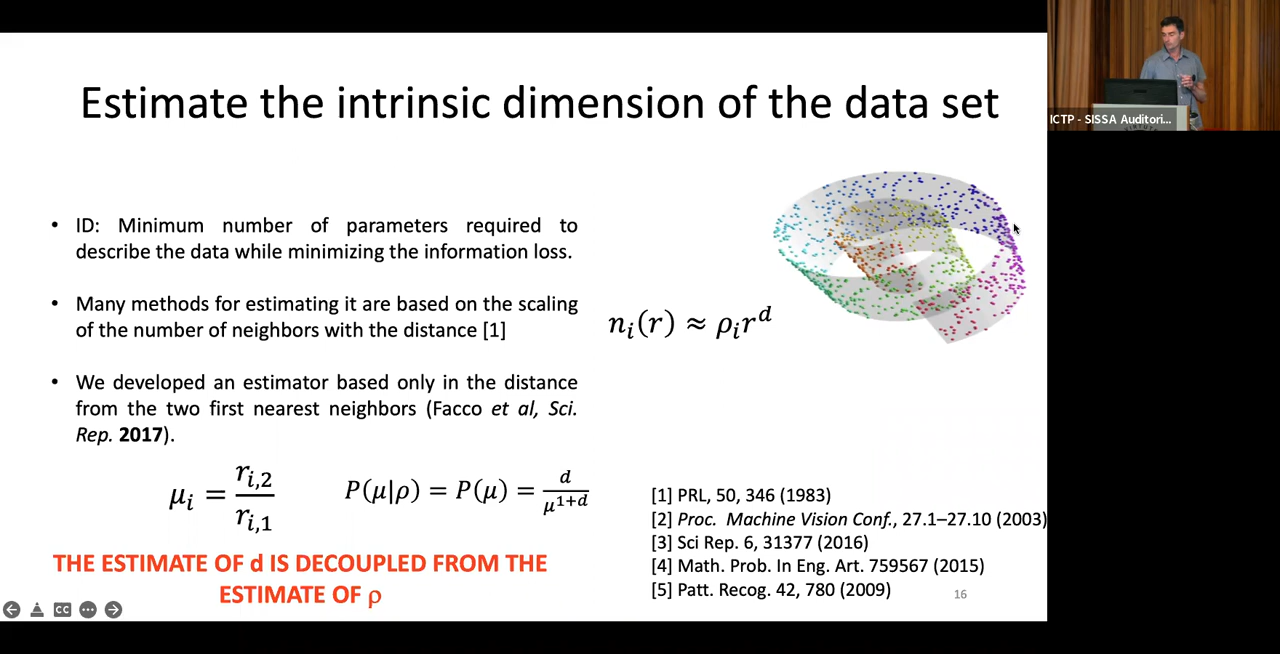 Estimate the intrinsic dimension of the data set
ICTP - SISSA Auditori...
• ID: Minimum number of parameters required to
describe the data while minimizing the information loss.
• Many methods for estimating it are based on the scaling
of the number of neighbors with the distance [1]
n_i(r) ≈ ρ_i r^d
• We developed an estimator based only in the distance
from the two first nearest neighbors (Facco et al, Sci.
Rep. 2017).
μ_i = r_{i,2} / r_{i,1}
P(μ|ρ) = P(μ) = d / μ^{1+d}
THE ESTIMATE OF d IS DECOUPLED FROM THE
ESTIMATE OF ρ
[1] PRL, 50, 346 (1983)
[2] Proc. Machine Vision Conf., 27.1–27.10 (2003)
[3] Sci Rep. 6, 31377 (2016)
[4] Math. Prob. In Eng. Art. 759567 (2015)
[5] Patt. Recog. 42, 780 (2009)
16
CC